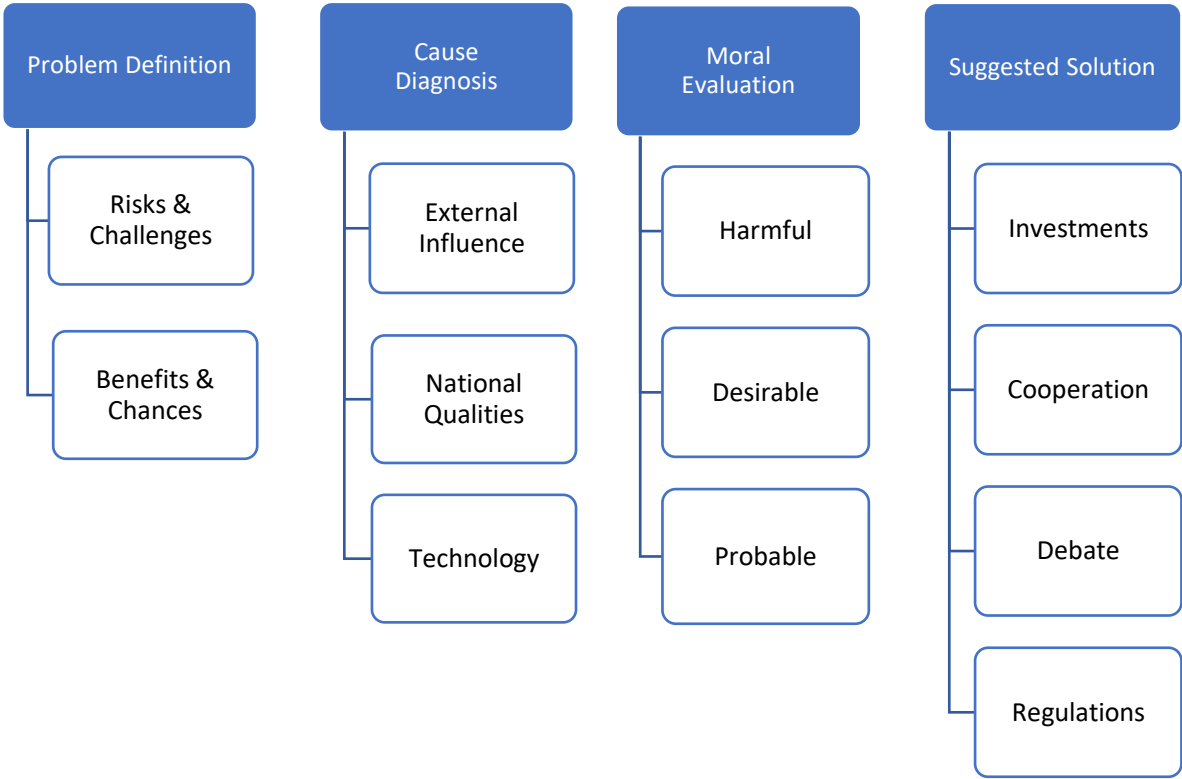 Problem Definition
Risks &
Challenges
Benefits &
Chances
Cause
Diagnosis
External
Influence
National
Qualities
Technology
Moral
Evaluation
Harmful
Desirable
Probable
Suggested Solution
Investments
Cooperation
Debate
Regulations